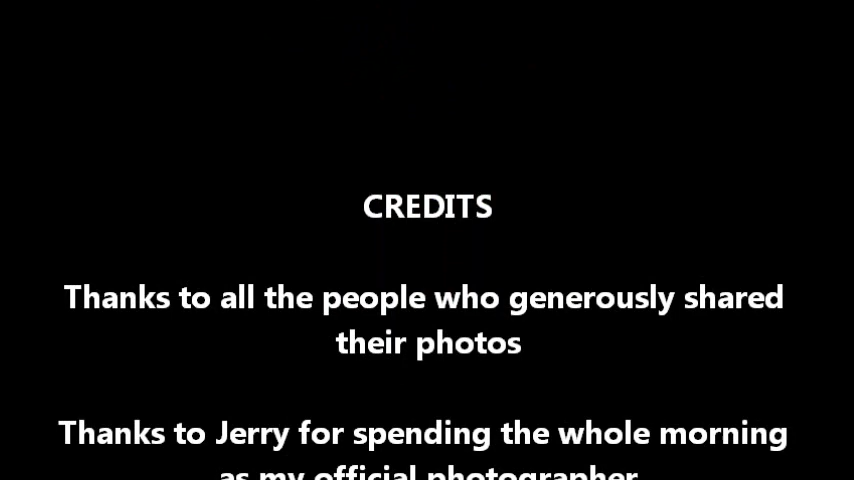 CREDITS
Thanks to all the people who generously shared
their photos
Thanks to Jerry for spending the whole morning
as my official photographer